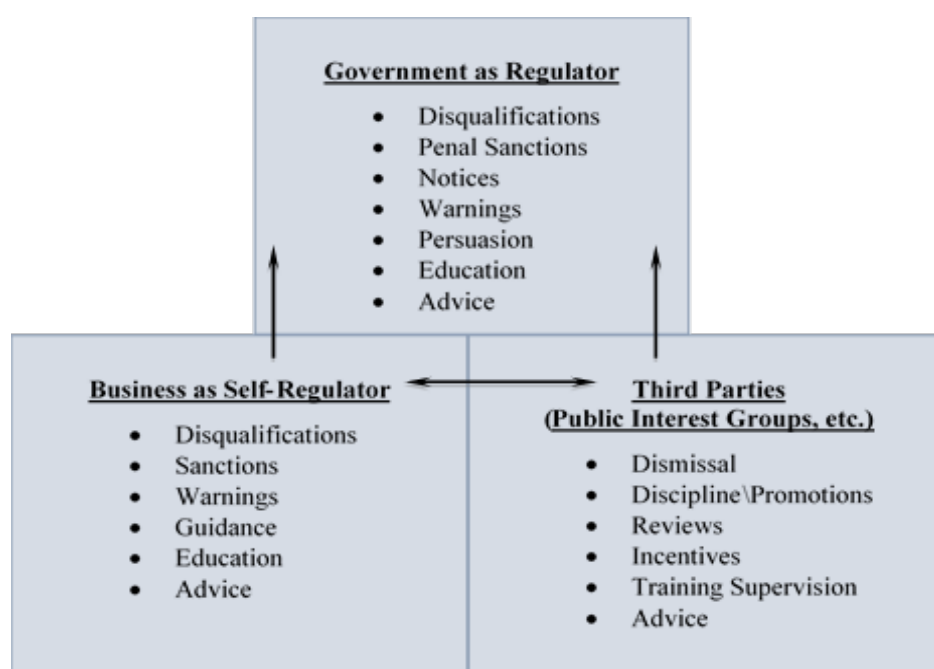 Government as Regulator
• Disqualifications
• Penal Sanctions
• Notices
• Warnings
• Persuasion
• Education
• Advice
Business as Self-Regulator
• Disqualifications
• Sanctions
• Warnings
• Guidance
• Education
• Advice
Third Parties
(Public Interest Groups, etc.)
• Dismissal
• Discipline\Promotions
• Reviews
• Incentives
• Training Supervision
• Advice